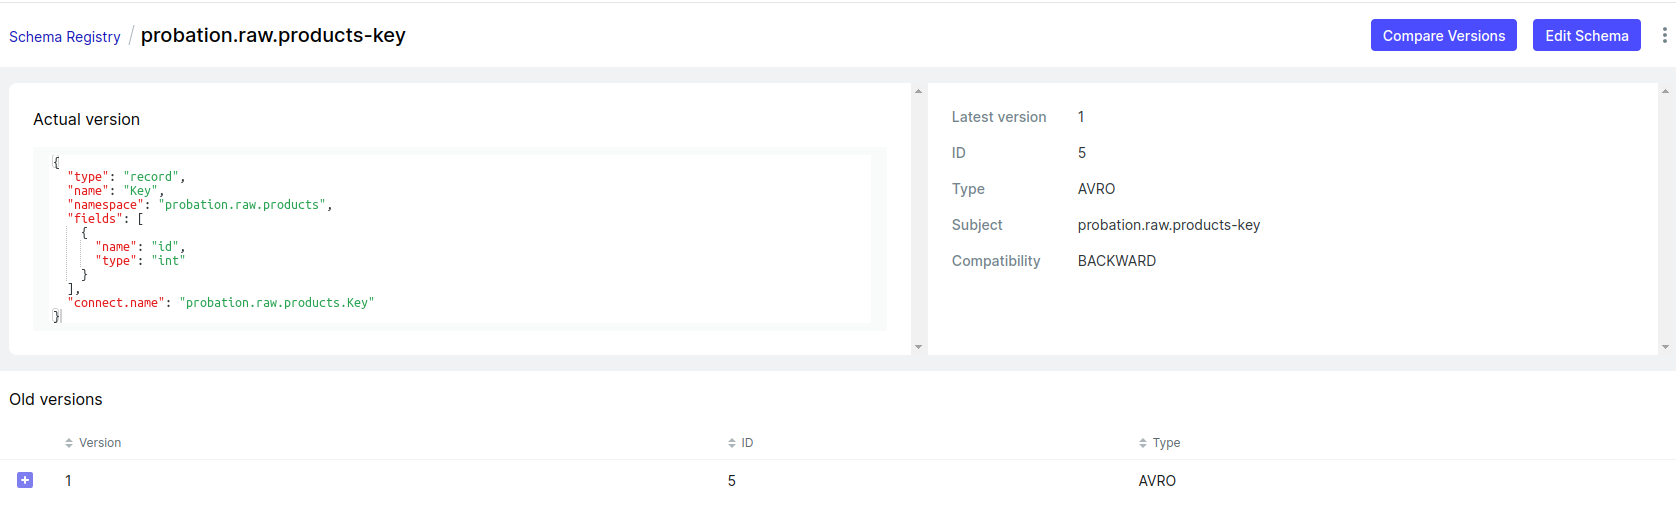 Schema Registry / probation.raw.products-key
Compare Versions
Edit Schema
Actual version
{
  "type": "record",
  "name": "Key",
  "namespace": "probation.raw.products",
  "fields": [
    {
      "name": "id",
      "type": "int"
    }
  ],
  "connect.name": "probation.raw.products.Key"
}
Latest version 1
ID 5
Type AVRO
Subject probation.raw.products-key
Compatibility BACKWARD
Old versions
Version ID Type
1 5 AVRO